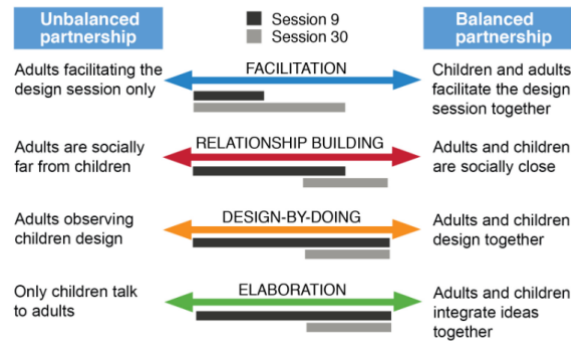 Unbalanced
partnership
Session 9
Session 30
Balanced
partnership
Adults facilitating the
design session only
FACILITATION
Children and adults
facilitate the design
session together
Adults are socially
far from children
RELATIONSHIP BUILDING
Adults and children
are socially close
Adults observing
children design
DESIGN-BY-DOING
Adults and children
design together
Only children talk
to adults
ELABORATION
Adults and children
integrate ideas
together